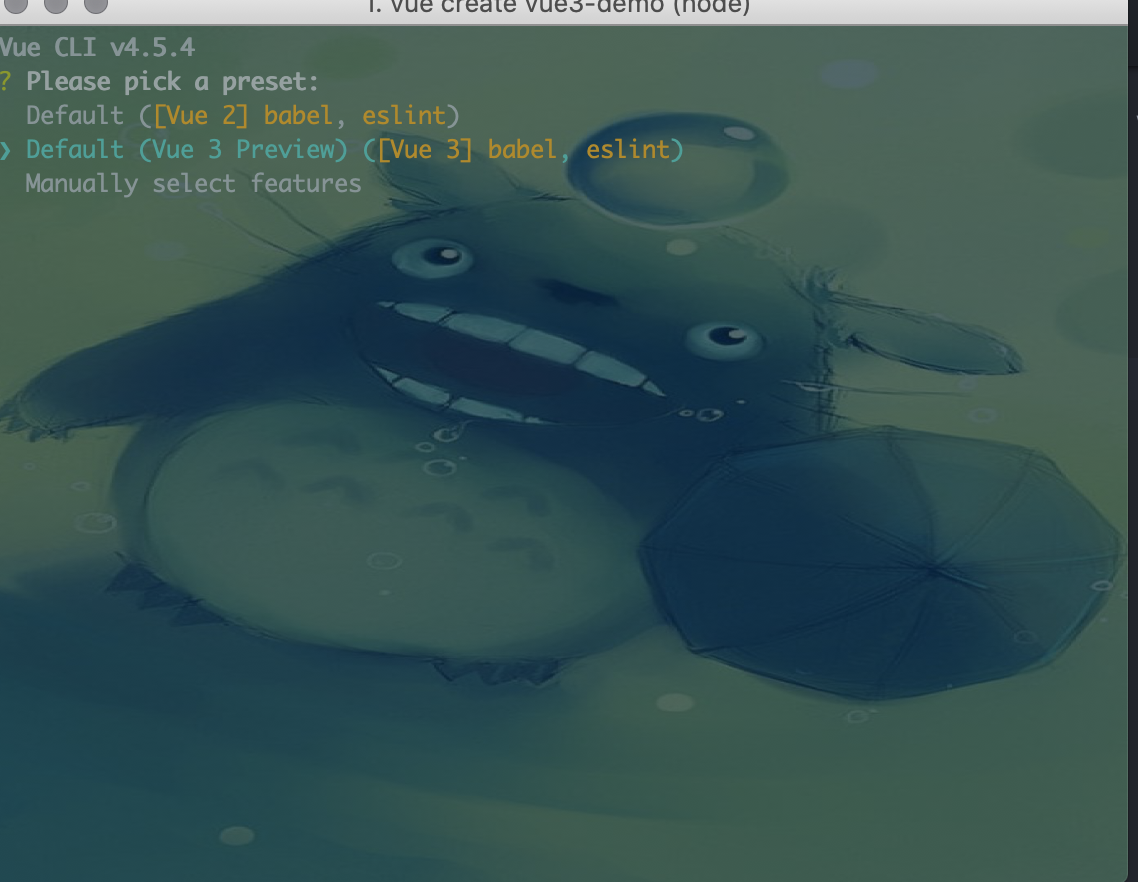 1. vue create vue3-demo (node)
Vue CLI v4.5.4
? Please pick a preset:
Default ([Vue 2] babel, eslint)
❯ Default (Vue 3 Preview) ([Vue 3] babel, eslint)
Manually select features